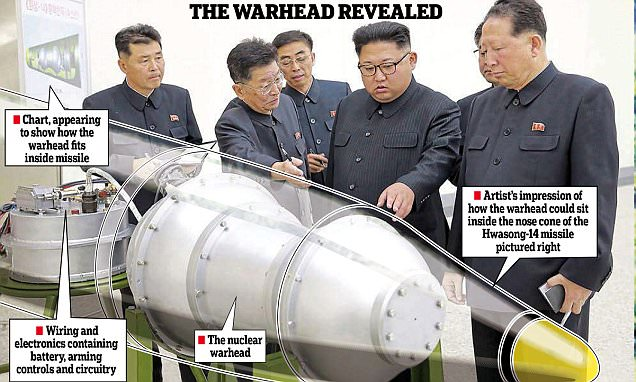 THE WARHEAD REVEALED
Chart, appearing
to show how the
warhead fits
inside missile
Artist's impression of
how the warhead could sit
inside the nose cone of the
Hwasong-14 missile
pictured right
Wiring and
electronics containing
battery, arming
controls and circuitry
The nuclear
warhead